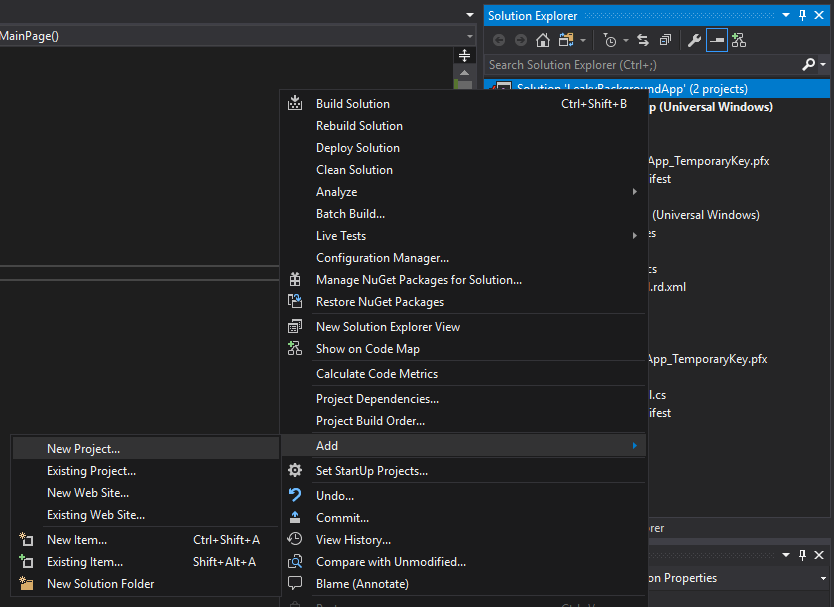 MainPage()
Solution Explorer
Search Solution Explorer (Ctrl+;)
Solution 'LeakyBackgroundApp' (2 projects)
p (Universal Windows)
App_TemporaryKey.pfx
ifest
(Universal Windows)
es
cs
l.rd.xml
App_TemporaryKey.pfx
l.cs
ifest
rer
on Properties
Build Solution Ctrl+Shift+B
Rebuild Solution
Deploy Solution
Clean Solution
Analyze
Batch Build...
Live Tests
Configuration Manager...
Manage NuGet Packages for Solution...
Restore NuGet Packages
New Solution Explorer View
Show on Code Map
Calculate Code Metrics
Project Dependencies...
Project Build Order...
Add
Set StartUp Projects...
Undo...
Commit...
View History...
Compare with Unmodified...
Blame (Annotate)
New Project...
Existing Project...
New Web Site...
Existing Web Site...
New Item... Ctrl+Shift+A
Existing Item... Shift+Alt+A
New Solution Folder